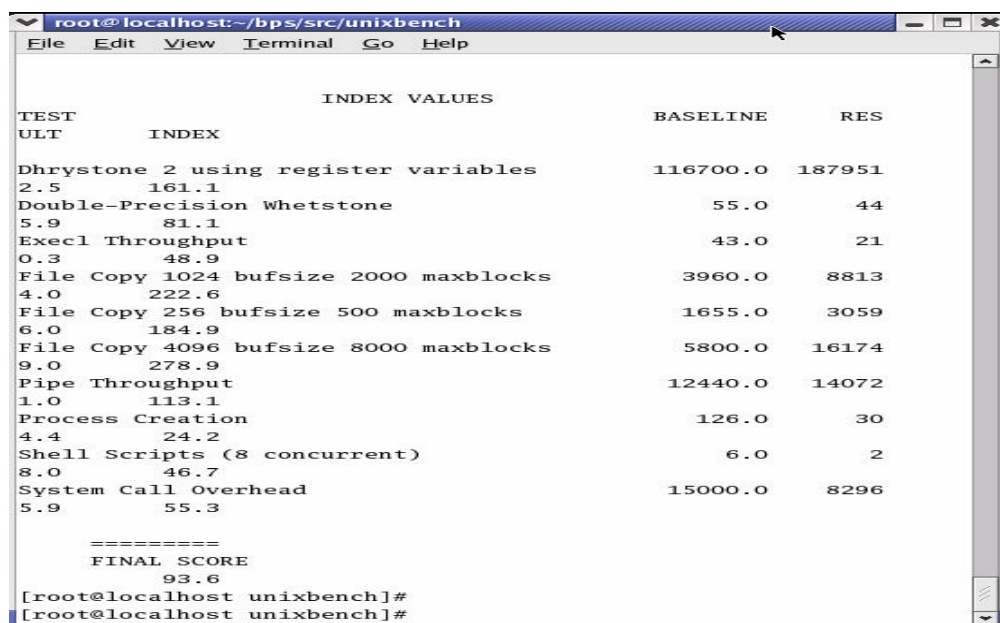 root@localhost:~/bps/src/unixbench
File Edit View Terminal Go Help
INDEX VALUES
TEST BASELINE RES
ULT INDEX
Dhrystone 2 using register variables 116700.0 187951
2.5 161.1
Double-Precision Whetstone 55.0 44
5.9 81.1
Execl Throughput 43.0 21
0.3 48.9
File Copy 1024 bufsize 2000 maxblocks 3960.0 8813
4.0 222.6
File Copy 256 bufsize 500 maxblocks 1655.0 3059
6.0 184.9
File Copy 4096 bufsize 8000 maxblocks 5800.0 16174
9.0 278.9
Pipe Throughput 12440.0 14072
1.0 113.1
Process Creation 126.0 30
4.4 24.2
Shell Scripts (8 concurrent) 6.0 2
8.0 46.7
System Call Overhead 15000.0 8296
5.9 55.3
=========
FINAL SCORE
93.6
[root@localhost unixbench]#
[root@localhost unixbench]#